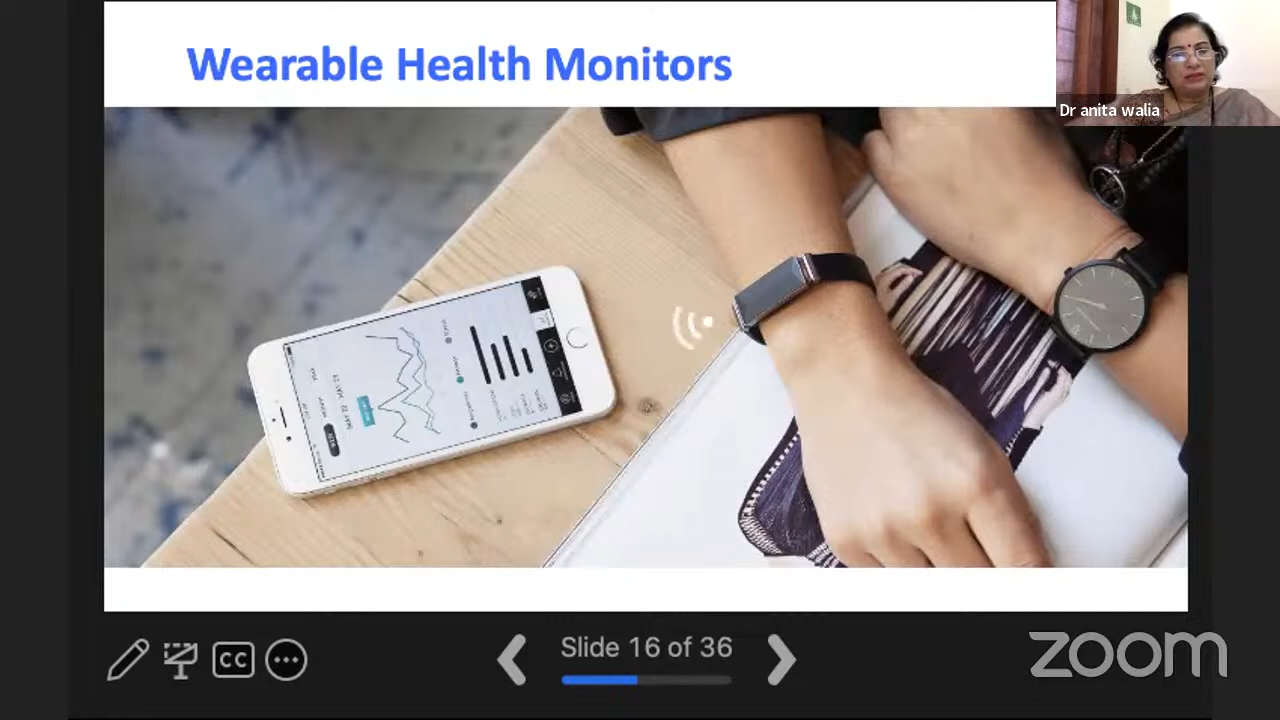 Wearable Health Monitors
Dr anita walia
CC
Slide 16 of 36
zoom